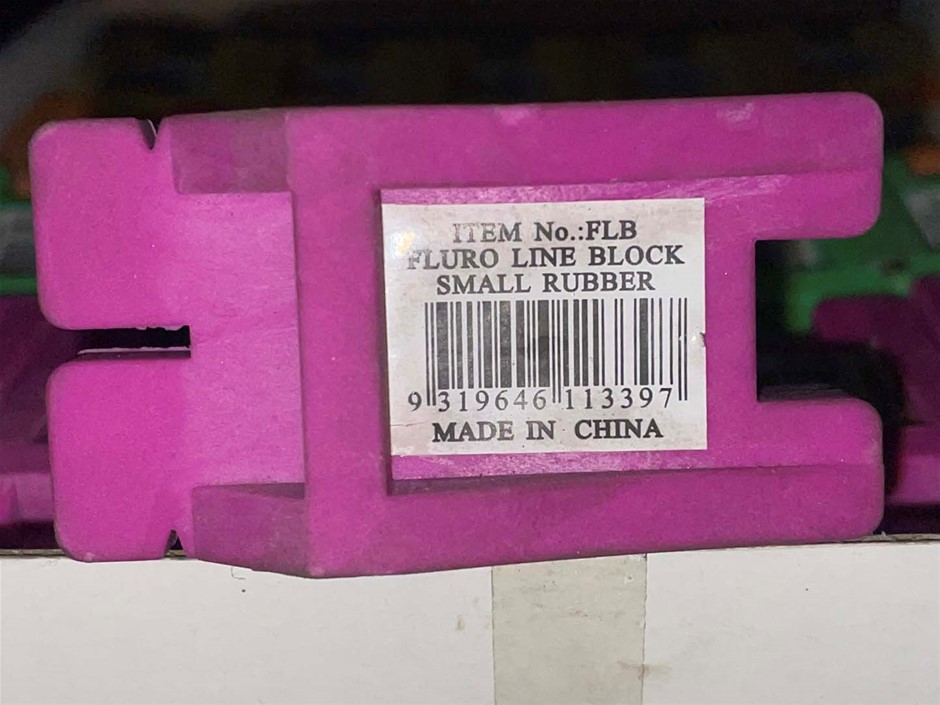 ITEM No.:FLB
FLURO LINE BLOCK
SMALL RUBBER
9 319646 113397
MADE IN CHINA